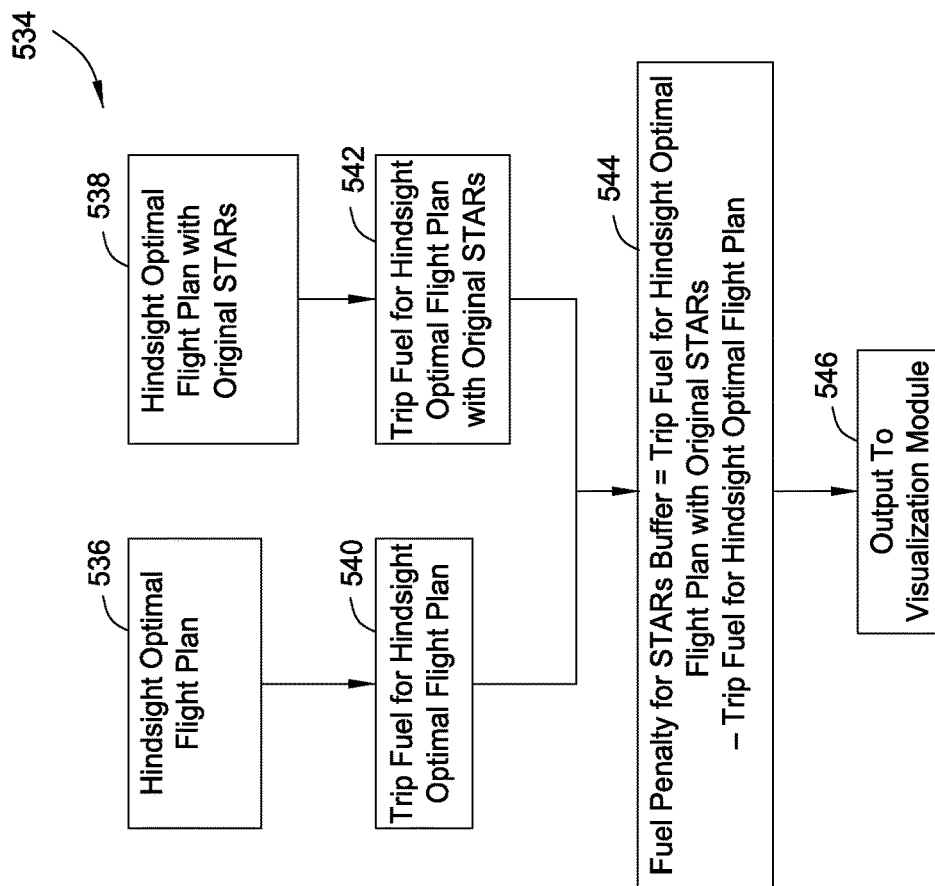 534
536
Hindsight Optimal
Flight Plan
538
Hindsight Optimal
Flight Plan with
Original STARs
540
Trip Fuel for Hindsight
Optimal Flight Plan
542
Trip Fuel for Hindsight
Optimal Flight Plan
with Original STARs
544
Fuel Penalty for STARs Buffer = Trip Fuel for Hindsight Optimal
Flight Plan with Original STARs
– Trip Fuel for Hindsight Optimal Flight Plan
546
Output To
Visualization Module